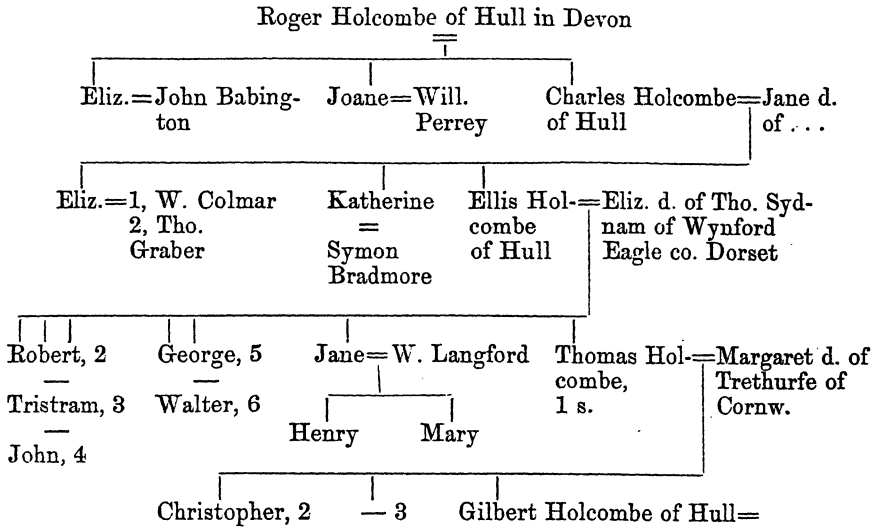 Roger Holcombe of Hull in Devon
=
Eliz.=John Babing- Joane=Will. Charles Holcombe=Jane d.
ton Perrey of Hull of . . .
Eliz.=1, W. Colmar Katherine Ellis Hol-=Eliz. d. of Tho. Syd-
2, Tho. = combe nam of Wynford
Graber Symon of Hull Eagle co. Dorset
Bradmore
Robert, 2 George, 5 Jane=W. Langford Thomas Hol-=Margaret d. of
— — combe, Trethurfe of
Tristram, 3 Walter, 6 1 s. Cornw.
— Henry Mary
John, 4
Christopher, 2 — 3 Gilbert Holcombe of Hull=